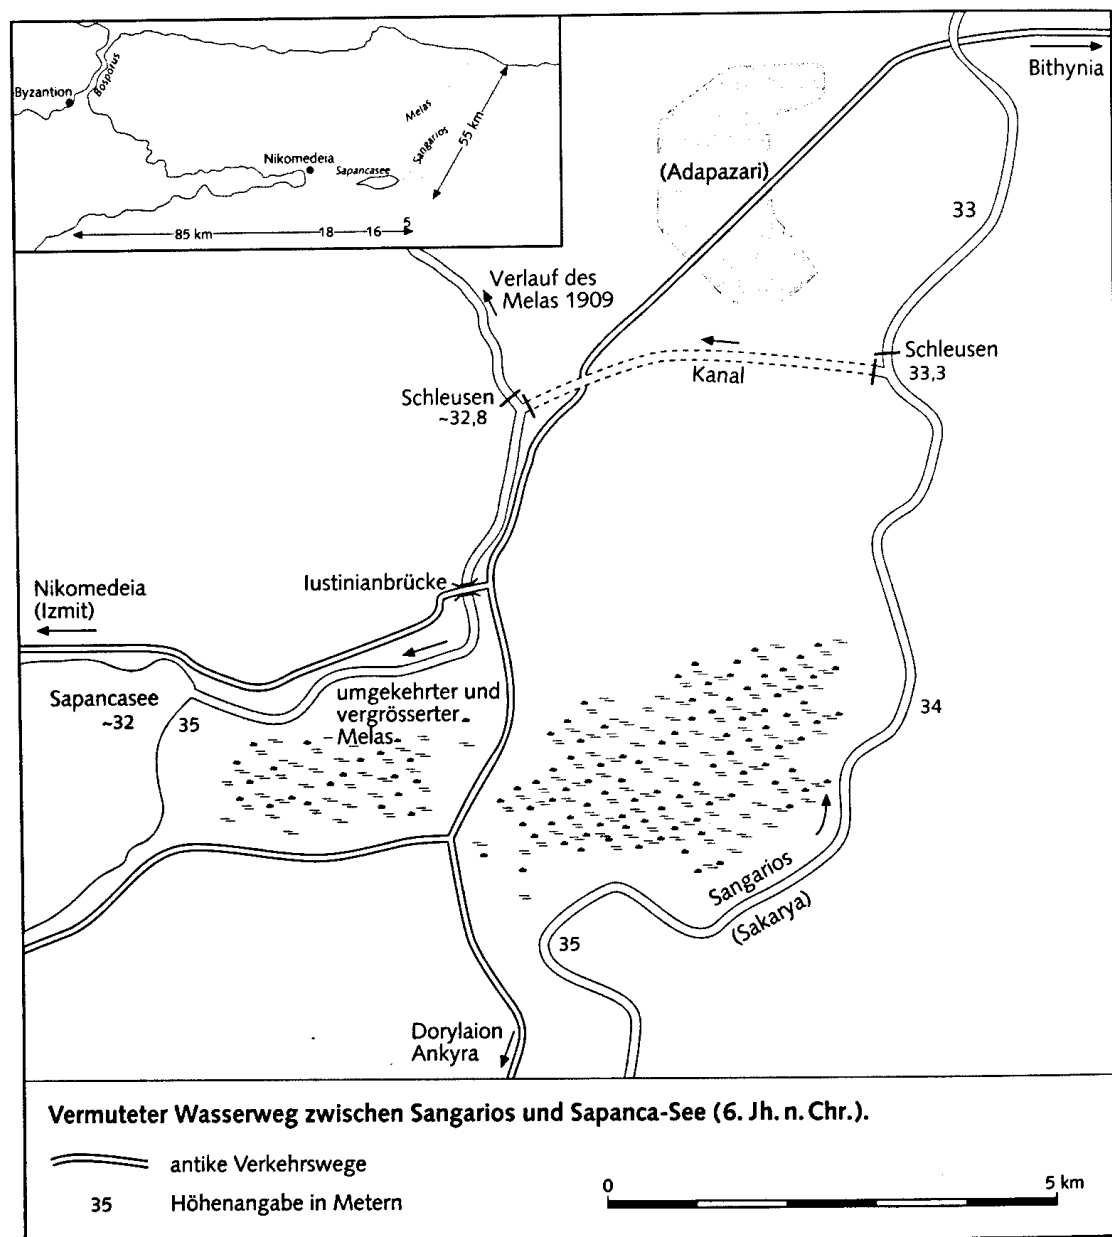 Byzantion
Bosporus
Melas
Sangarios
55 km
Nikomedeia
Sapancasee
85 km
18
16
5
Bithynia
(Adapazari)
33
Verlauf des
Melas 1909
Schleusen
33,3
Kanal
Schleusen
~32,8
Iustinianbrücke
Nikomedeia
(Izmit)
Sapancasee
~32
35
umgekehrter und
vergrösserter
Melas
34
Sangarios
(Sakarya)
35
Dorylaion
Ankyra
Vermuteter Wasserweg zwischen Sangarios und Sapanca-See (6. Jh. n. Chr.).
antike Verkehrswege
35
Höhenangabe in Metern
0
5 km